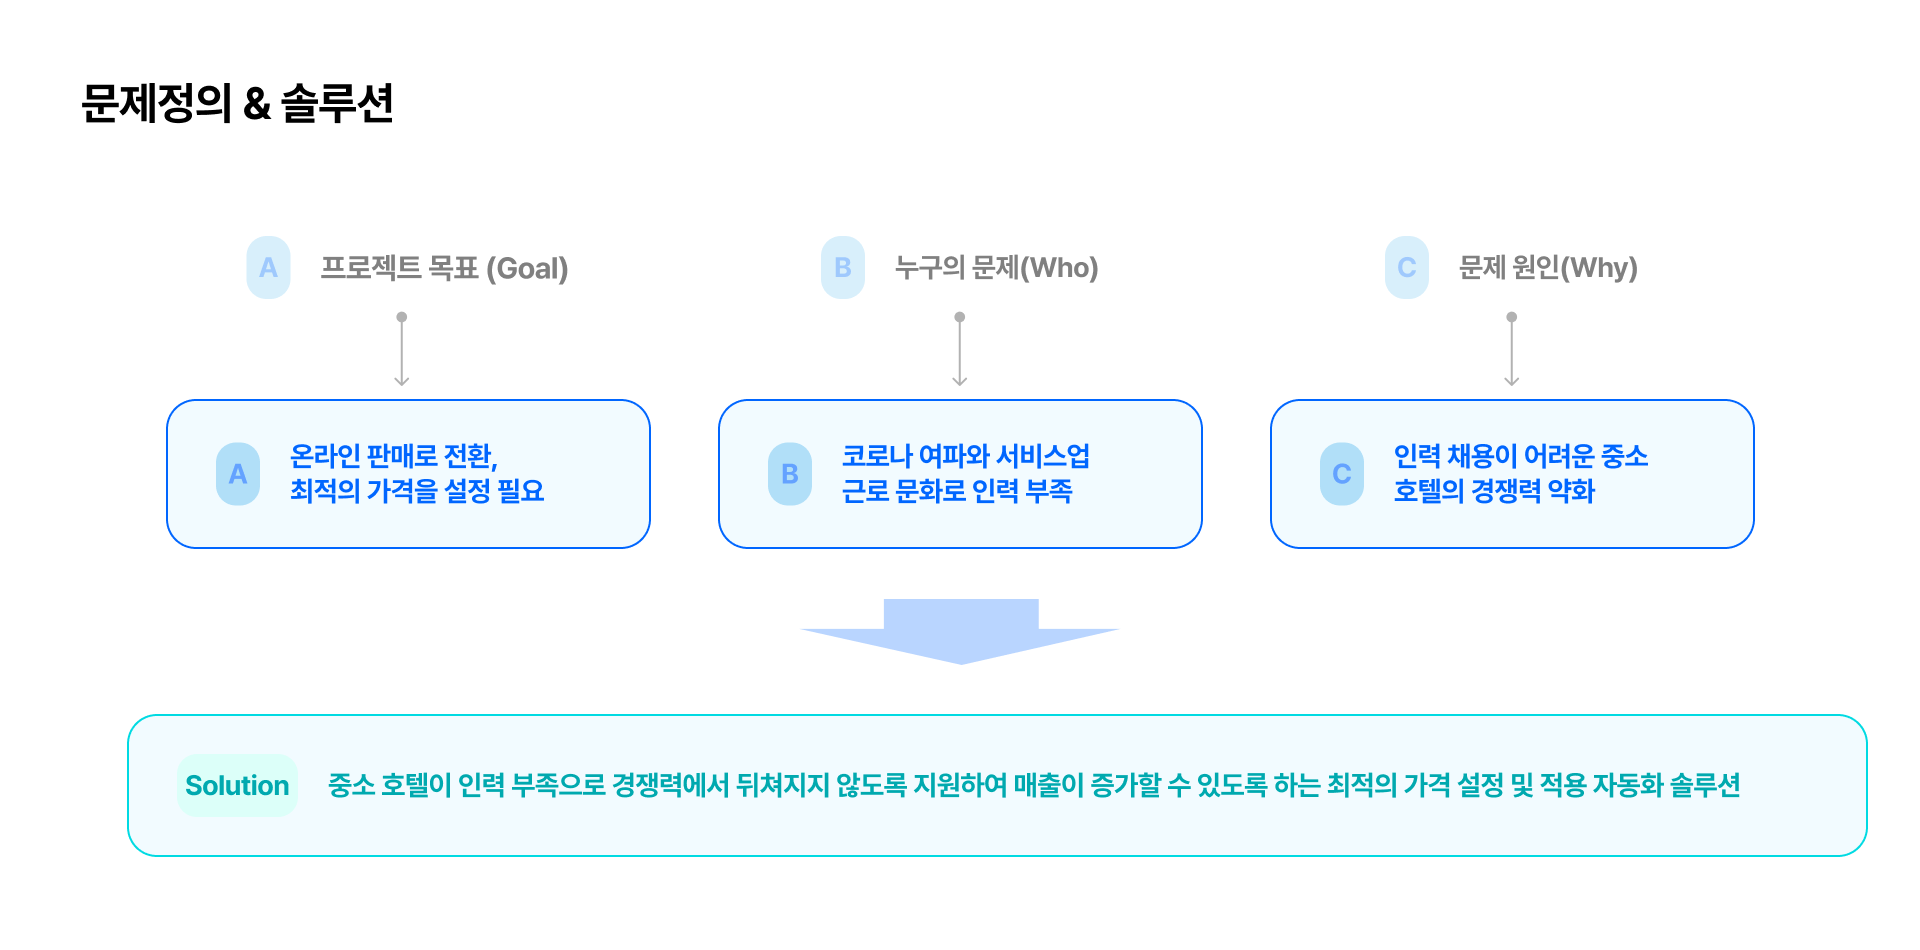 문제정의 & 솔루션
A 프로젝트 목표 (Goal)
B 누구의 문제(Who)
C 문제 원인(Why)
A
온라인 판매로 전환,
최적의 가격을 설정 필요
B
코로나 여파와 서비스업
근로 문화로 인력 부족
C
인력 채용이 어려운 중소
호텔의 경쟁력 약화
Solution 중소 호텔이 인력 부족으로 경쟁력에서 뒤쳐지지 않도록 지원하여 매출이 증가할 수 있도록 하는 최적의 가격 설정 및 적용 자동화 솔루션